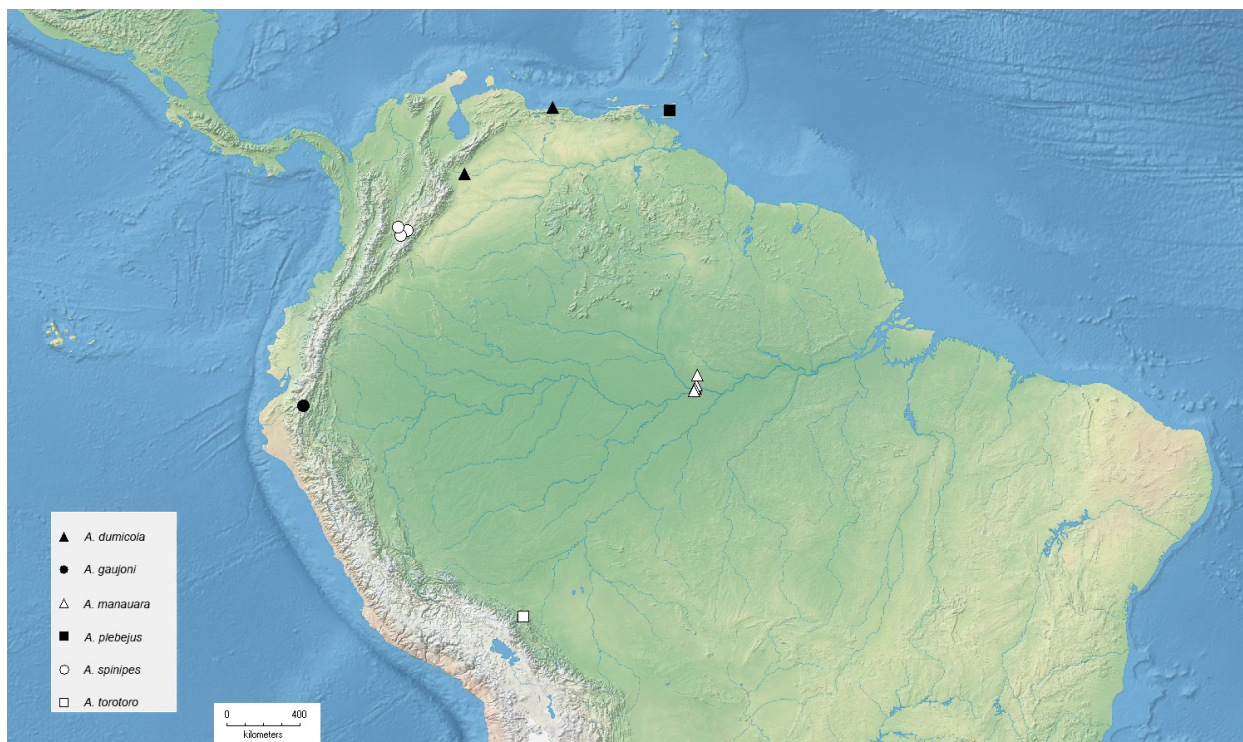 A. dumicola
A. gaujoni
A. manauara
A. plebejus
A. spinipes
A. torotoro
0 400
kilometers